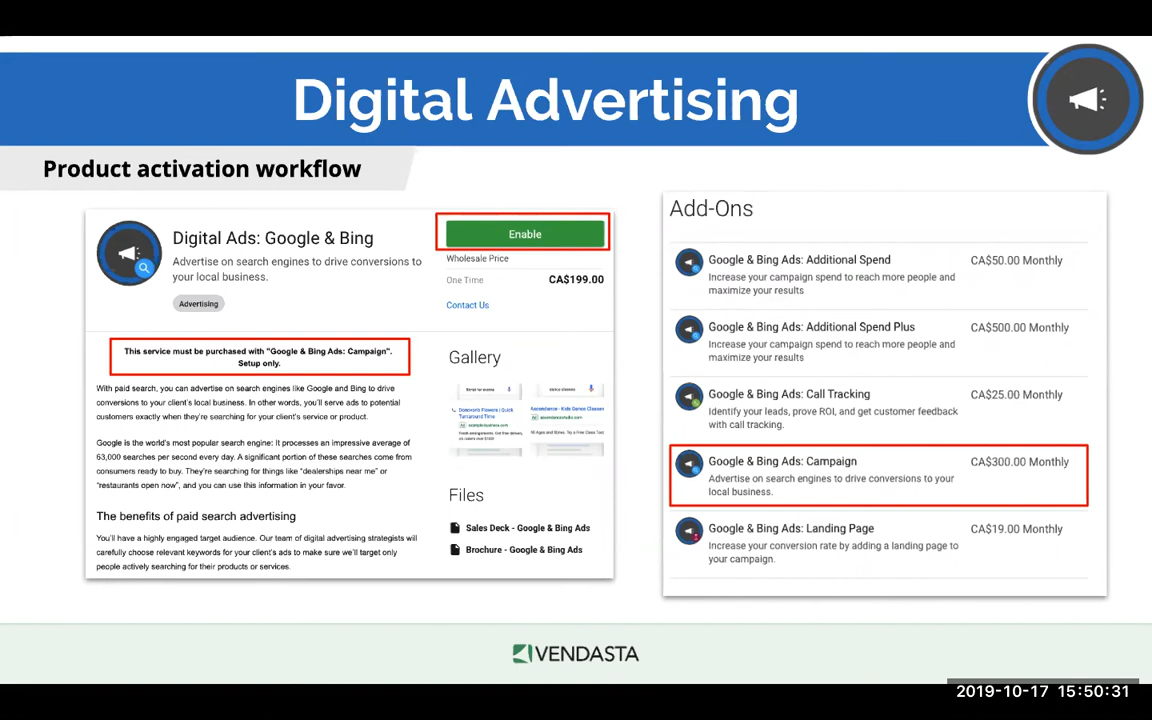 Digital Advertising
Product activation workflow
Digital Ads: Google & Bing
Advertise on search engines to drive conversions to
your local business.
Advertising
Enable
Wholesale Price
One Time CA$199.00
Contact Us
This service must be purchased with "Google & Bing Ads: Campaign".
Setup only.
With paid search, you can advertise on search engines like Google and Bing to drive
conversions to your client's local business. In other words, you'll serve ads to potential
customers exactly when they're searching for your client's service or product.
Google is the world's most popular search engine: It processes an impressive average of
63,000 searches per second every day. A significant portion of these searches come from
consumers ready to buy. They're searching for things like "dealerships near me" or
"restaurants open now", and you can use this information in your favor.
The benefits of paid search advertising
You'll have a highly engaged target audience. Our team of digital advertising strategists will
carefully choose relevant keywords for your client's ads to make sure we'll target only
people actively searching for their products or services.
Gallery
Files
Sales Deck - Google & Bing Ads
Brochure - Google & Bing Ads
Add-Ons
Google & Bing Ads: Additional Spend CA$50.00 Monthly
Increase your campaign spend to reach more people and
maximize your results
Google & Bing Ads: Additional Spend Plus CA$500.00 Monthly
Increase your campaign spend to reach more people and
maximize your results
Google & Bing Ads: Call Tracking CA$25.00 Monthly
Identify your leads, prove ROI, and get customer feedback
with call tracking.
Google & Bing Ads: Campaign CA$300.00 Monthly
Advertise on search engines to drive conversions to your
local business.
Google & Bing Ads: Landing Page CA$19.00 Monthly
Increase your conversion rate by adding a landing page to
your campaign.
VENDASTA
2019-10-17 15:50:31